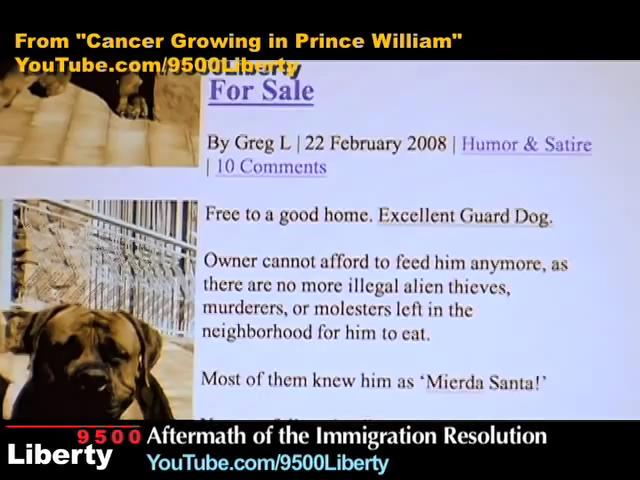 From "Cancer Growing in Prince William"
YouTube.com/9500Liberty
For Sale
By Greg L | 22 February 2008 | Humor & Satire
| 10 Comments
Free to a good home. Excellent Guard Dog.
Owner cannot afford to feed him anymore, as
there are no more illegal alien thieves,
murderers, or molesters left in the
neighborhood for him to eat.
Most of them knew him as ‘Mierda Santa!’
9500 Aftermath of the Immigration Resolution
Liberty YouTube.com/9500Liberty